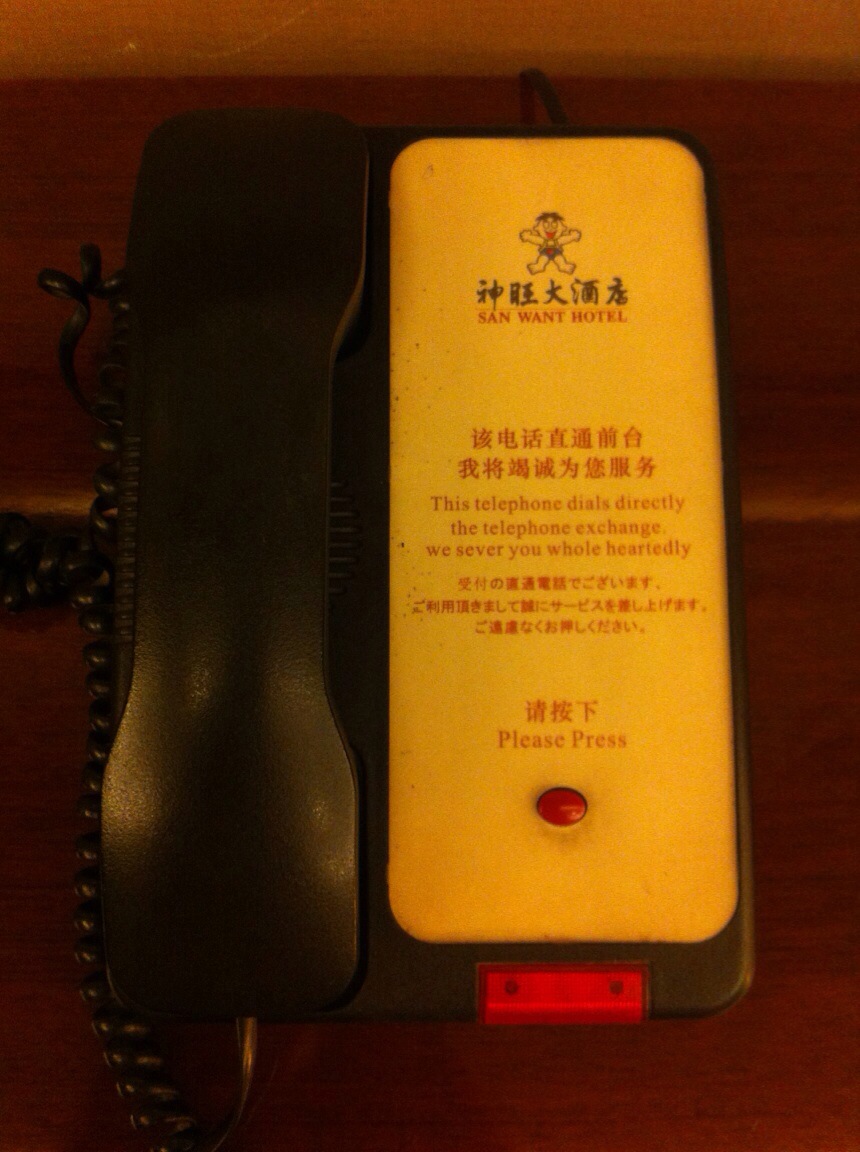 神旺大酒店
SAN WANT HOTEL
该电话直通前台
我将竭诚为您服务
This telephone dials directly
the telephone exchange,
we sever you whole heartedly
受付の直通電話でございます、
ご利用頂きまして誠にサービスを差し上げます。
ご遠慮なくお押しください。
请按下
Please Press